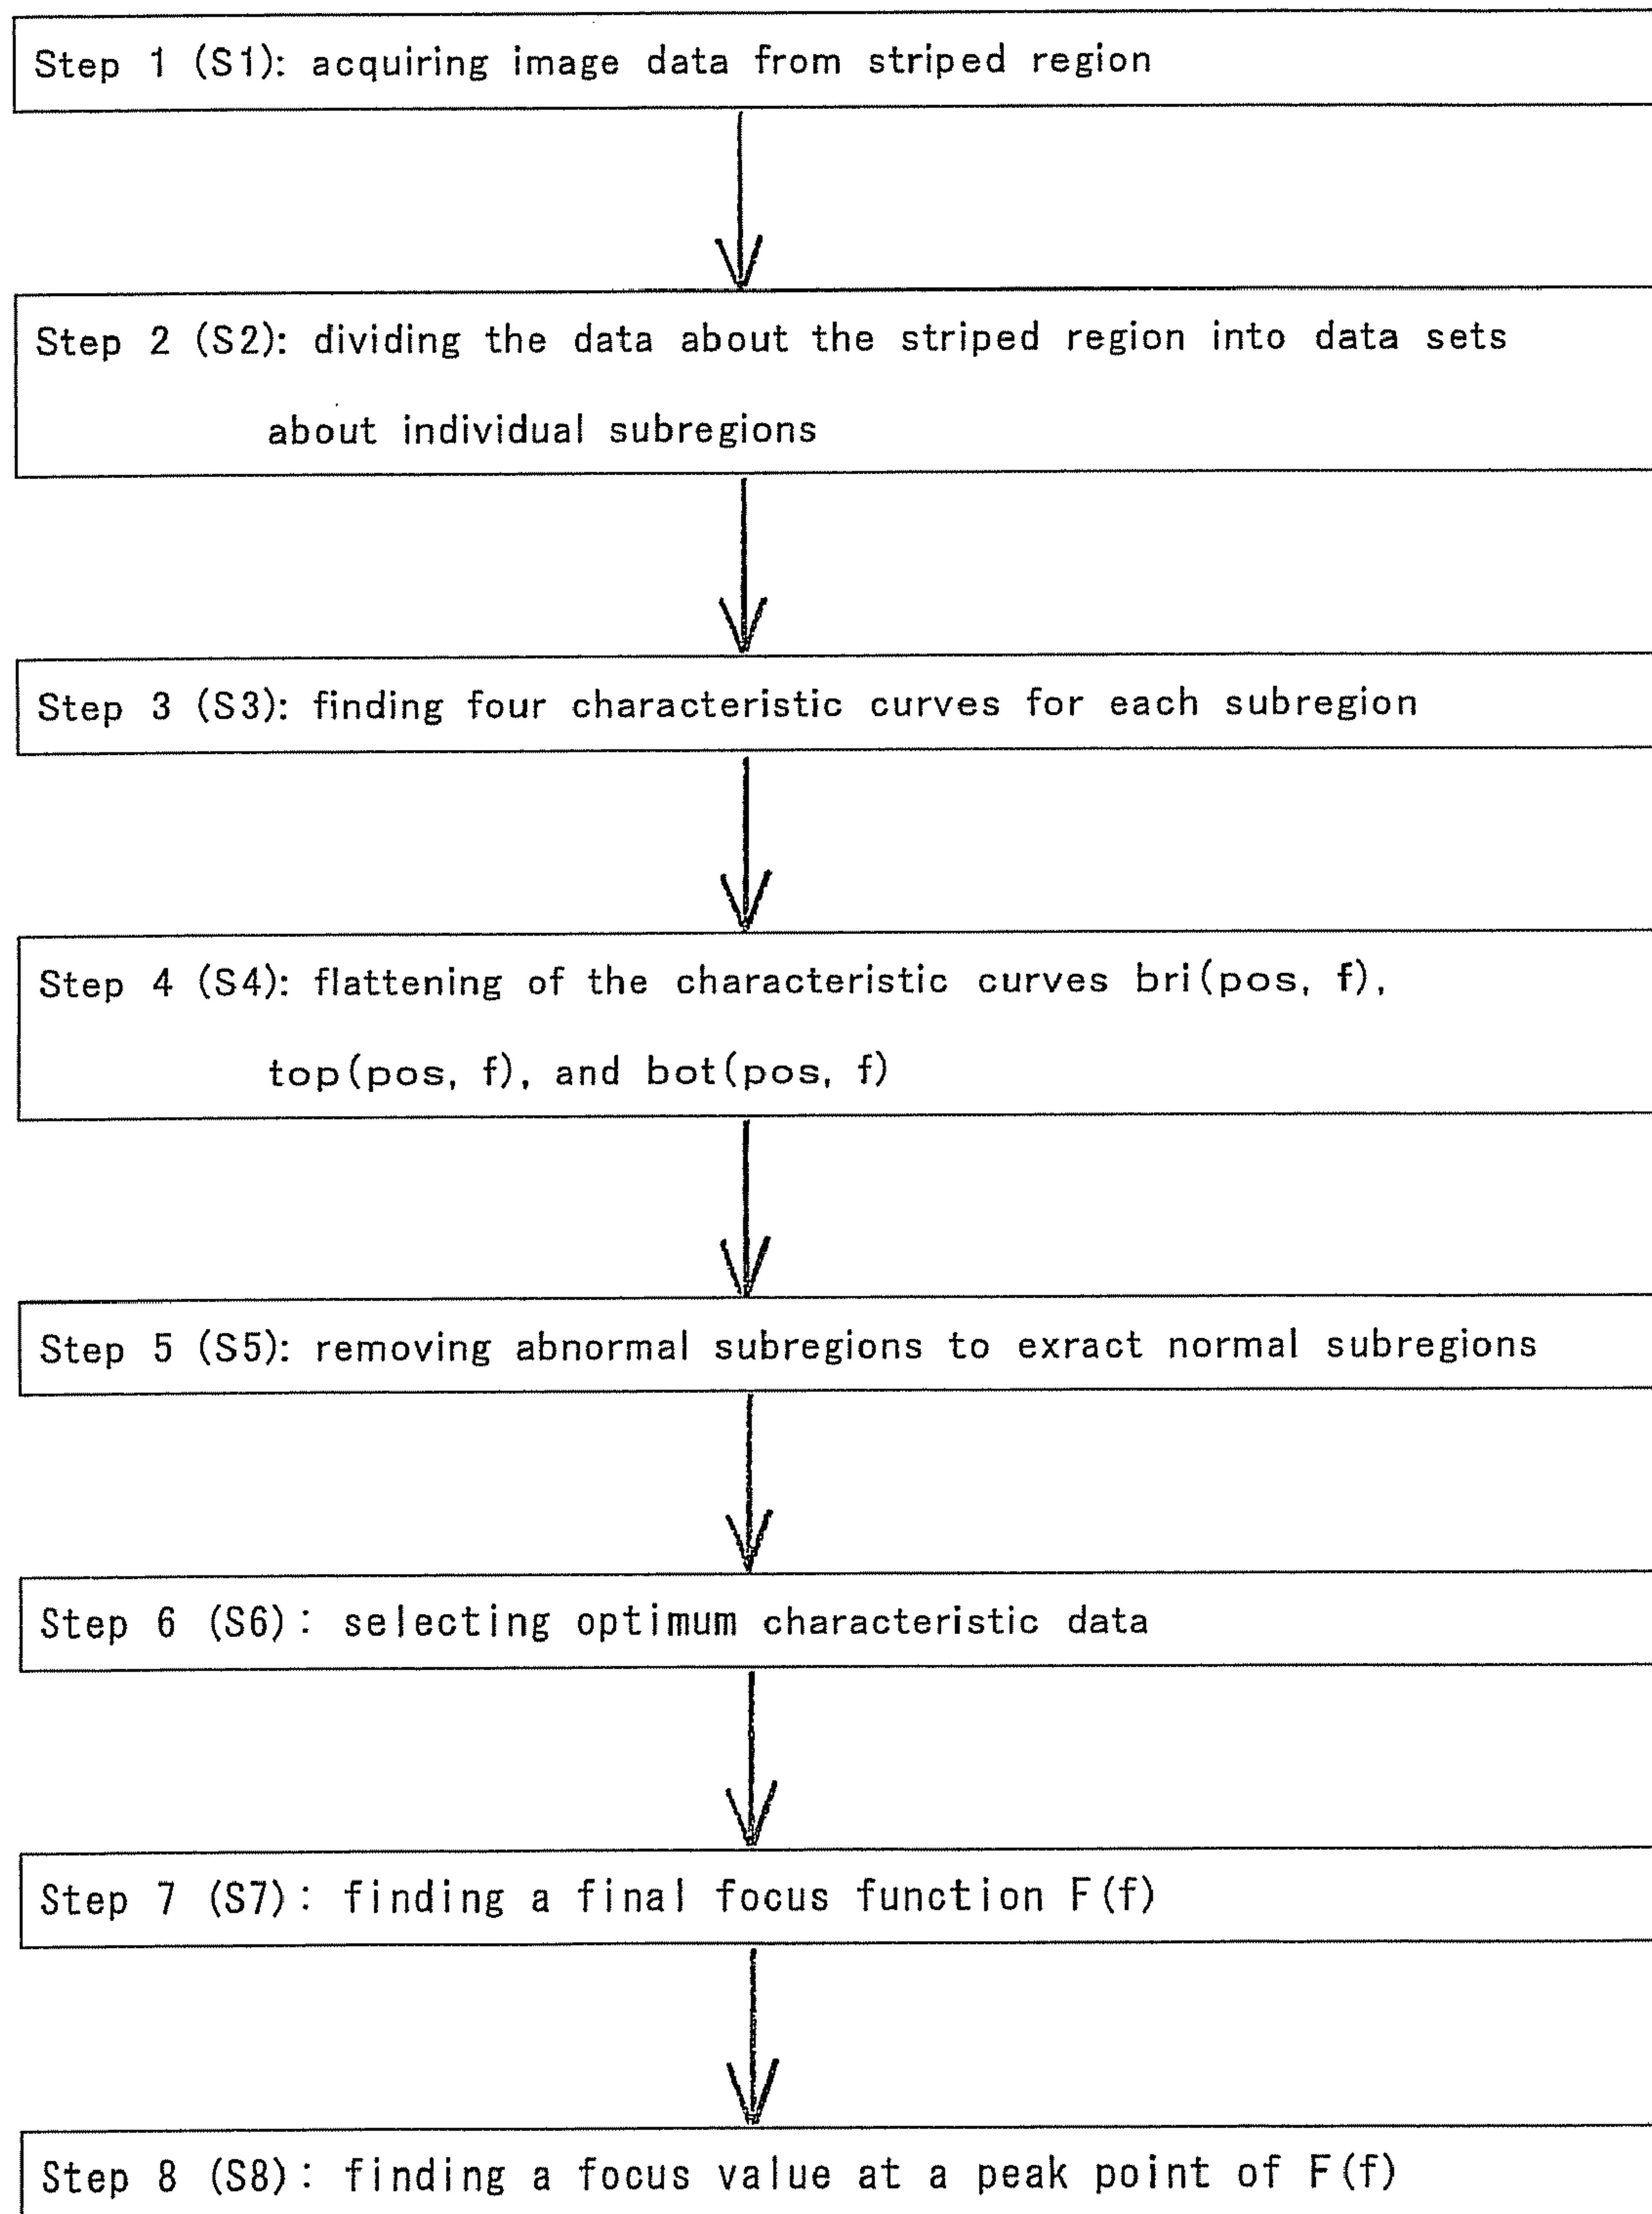 Step 1 (S1): acquiring image data from striped region
Step 2 (S2): dividing the data about the striped region into data sets
about individual subregions
Step 3 (S3): finding four characteristic curves for each subregion
Step 4 (S4): flattening of the characteristic curves bri(pos, f),
top(pos, f), and bot(pos, f)
Step 5 (S5): removing abnormal subregions to exract normal subregions
Step 6 (S6): selecting optimum characteristic data
Step 7 (S7): finding a final focus function F(f)
Step 8 (S8): finding a focus value at a peak point of F(f)